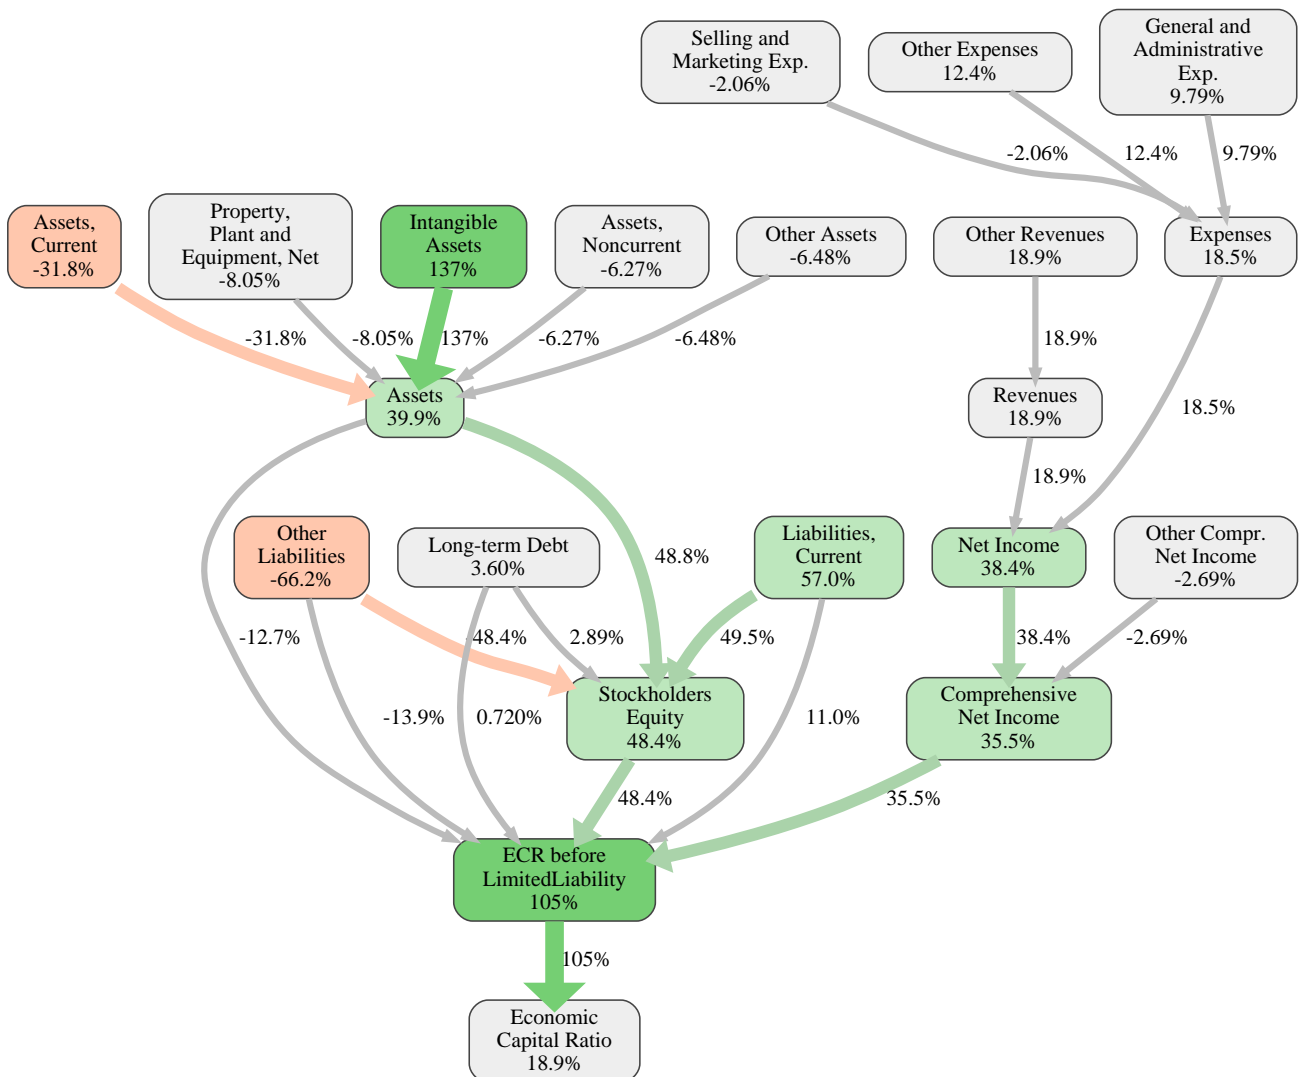 Selling and
Marketing Exp.
-2.06%
Other Expenses
12.4%
General and
Administrative
Exp.
9.79%
-2.06%
12.4%
9.79%
Assets,
Current
-31.8%
Property,
Plant and
Equipment, Net
-8.05%
Intangible
Assets
137%
Assets,
Noncurrent
-6.27%
Other Assets
-6.48%
Other Revenues
18.9%
Expenses
18.5%
-31.8%
-8.05%
137%
-6.27%
-6.48%
18.9%
Assets
39.9%
Revenues
18.9%
18.5%
18.9%
Other
Liabilities
-66.2%
Long-term Debt
3.60%
Liabilities,
Current
57.0%
Net Income
38.4%
Other Compr.
Net Income
-2.69%
48.8%
-12.7%
-48.4%
2.89%
49.5%
38.4%
-2.69%
Stockholders
Equity
48.4%
Comprehensive
Net Income
35.5%
-13.9%
0.720%
11.0%
48.4%
35.5%
ECR before
LimitedLiability
105%
105%
Economic
Capital Ratio
18.9%